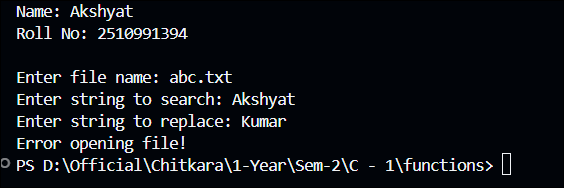 Name: Akshyat
Roll No: 2510991394
Enter file name: abc.txt
Enter string to search: Akshyat
Enter string to replace: Kumar
Error opening file!
PS D:\Official\Chitkara\1-Year\Sem-2\C - 1\functions>